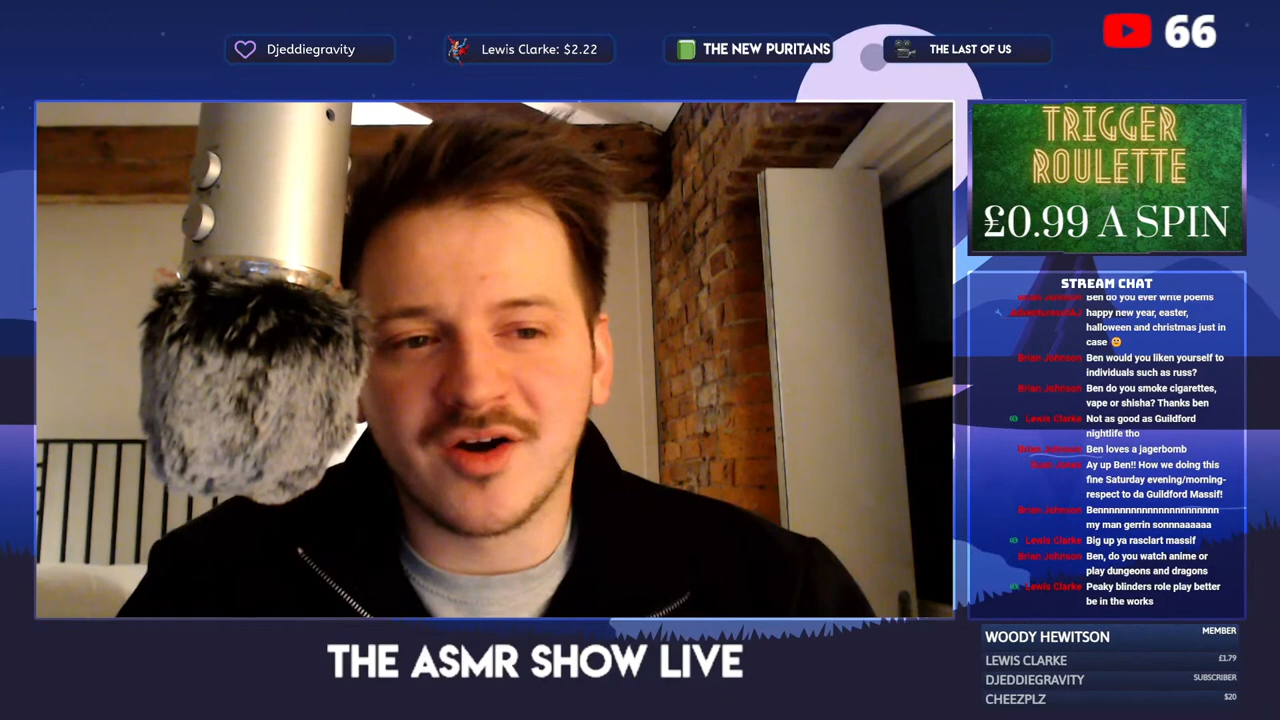 Djeddiegravity
Lewis Clarke: $2.22
THE NEW PURITANS
THE LAST OF US
66
TRIGGER
ROULETTE
£0.99 A SPIN
STREAM CHAT
Brian Johnson Ben do you ever write poems
happy new year, easter,
halloween and christmas just in
case
Brian Johnson Ben would you liken yourself to
individuals such as russ?
Brian Johnson Ben do you smoke cigarettes,
vape or shisha? Thanks ben
Lewis Clarke Not as good as Guildford
nightlife tho
Brian Johnson Ben loves a jagerbomb
Ay up Ben!! How we doing this
fine Saturday evening/morning-
respect to da Guildford Massif!
Brian Johnson Bennnnnnnnnnnnnnnnnnnnnn
my man gerrin sonnnaaaaaa
Lewis Clarke Big up ya rasclart massif
Brian Johnson Ben, do you watch anime or
play dungeons and dragons
Lewis Clarke Peaky blinders role play better
be in the works
WOODY HEWITSON MEMBER
LEWIS CLARKE £1.79
DJEDDIEGRAVITY SUBSCRIBER
CHEEZPLZ $20
THE ASMR SHOW LIVE